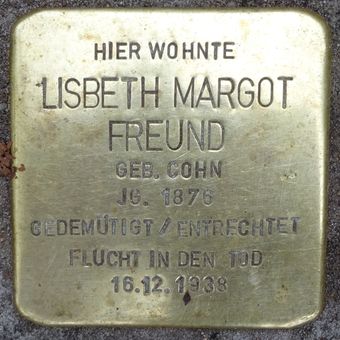 HIER WOHNTE
LISBETH MARGOT
FREUND
GEB. COHN
JG. 1876
GEDEMÜTIGT / ENTRECHTET
FLUCHT IN DEN TOD
16.12.1938